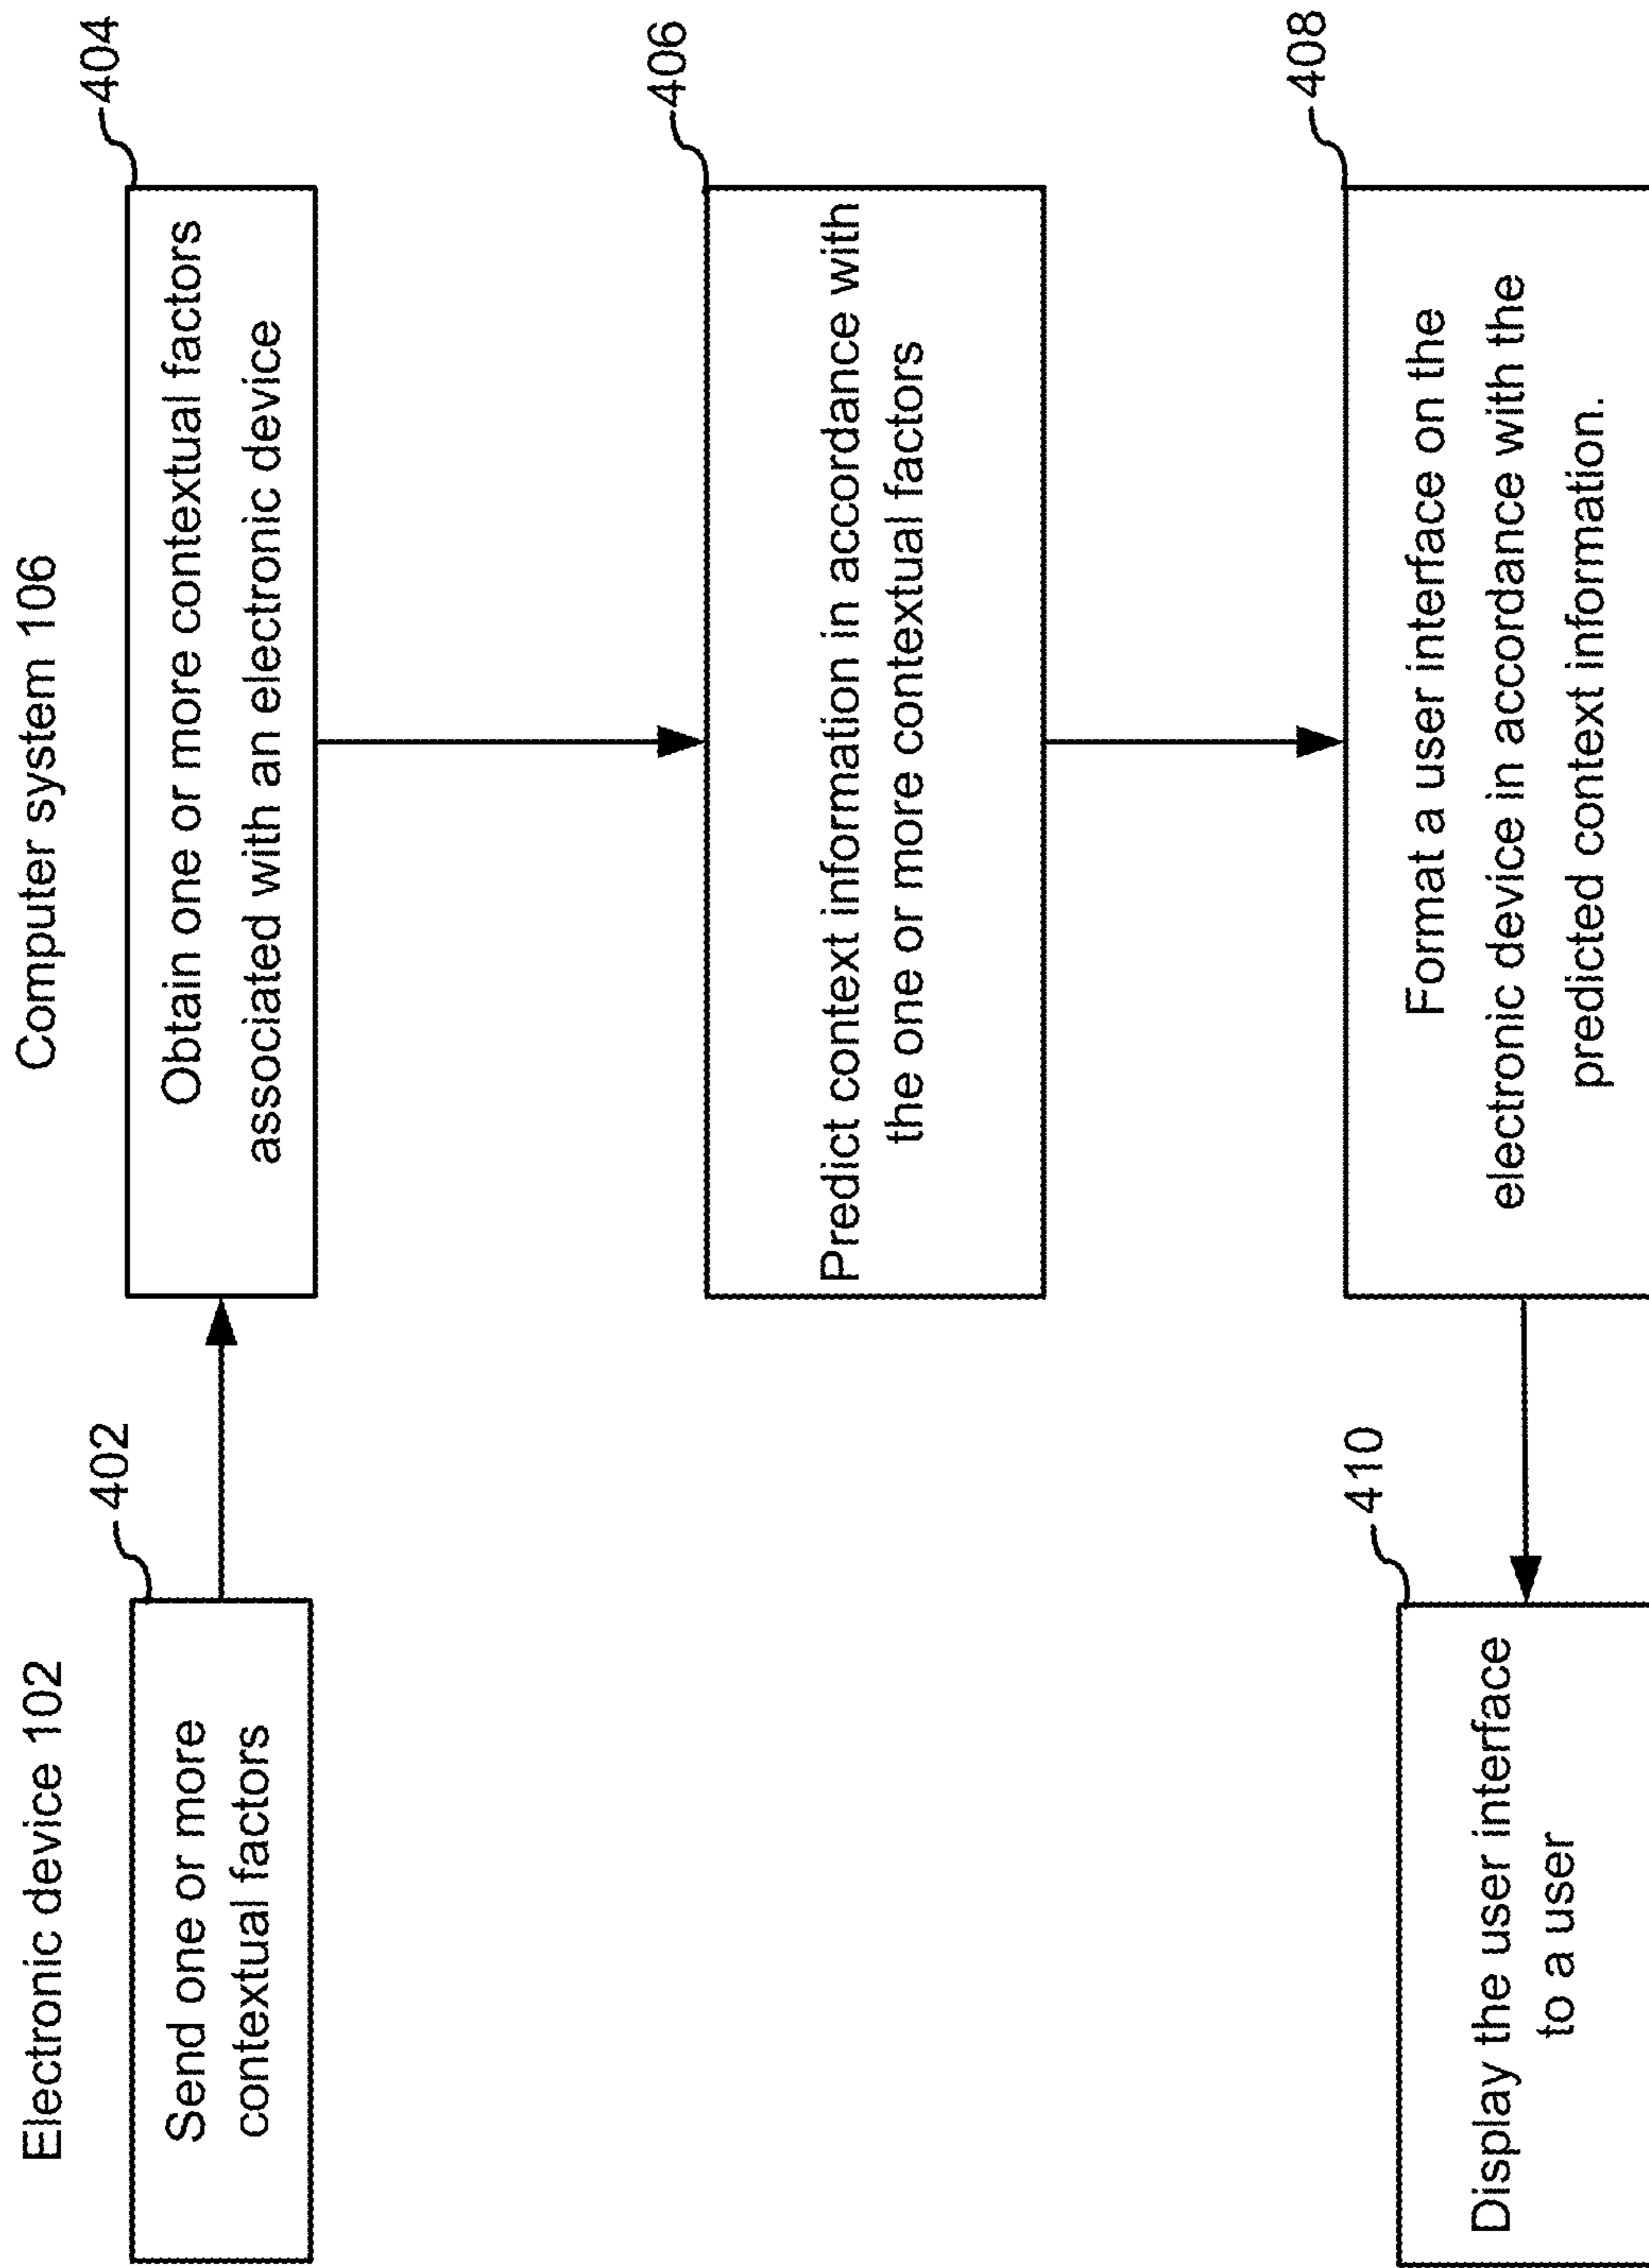 Electronic device 102
Computer system 106
402
Send one or more
contextual factors
404
Obtain one or more contextual factors
associated with an electronic device
406
Predict context information in accordance with
the one or more contextual factors
408
Format a user interface on the
electronic device in accordance with the
predicted context information.
410
Display the user interface
to a user